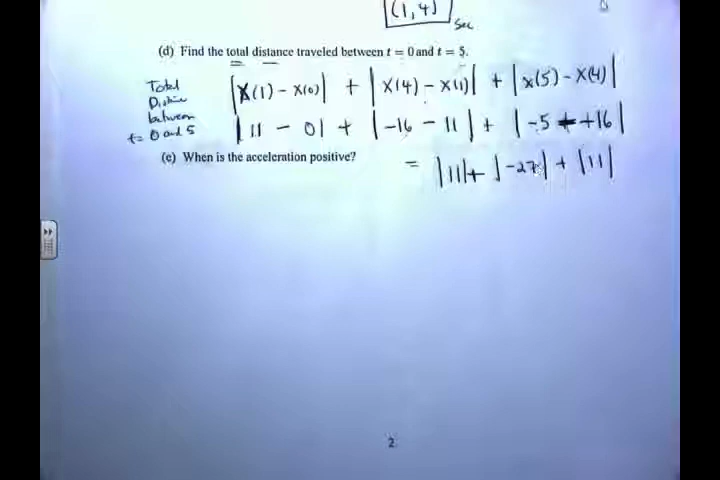 (1, 4) sec
(d) Find the total distance traveled between t = 0 and t = 5.
Total Distance between t = 0 and 5
|x(1) - x(0)| + |x(4) - x(1)| + |x(5) - x(4)|
|11 - 0| + |-16 - 11| + |-5 + +16|
(e) When is the acceleration positive?
= |11| + |-27| + |11|
2